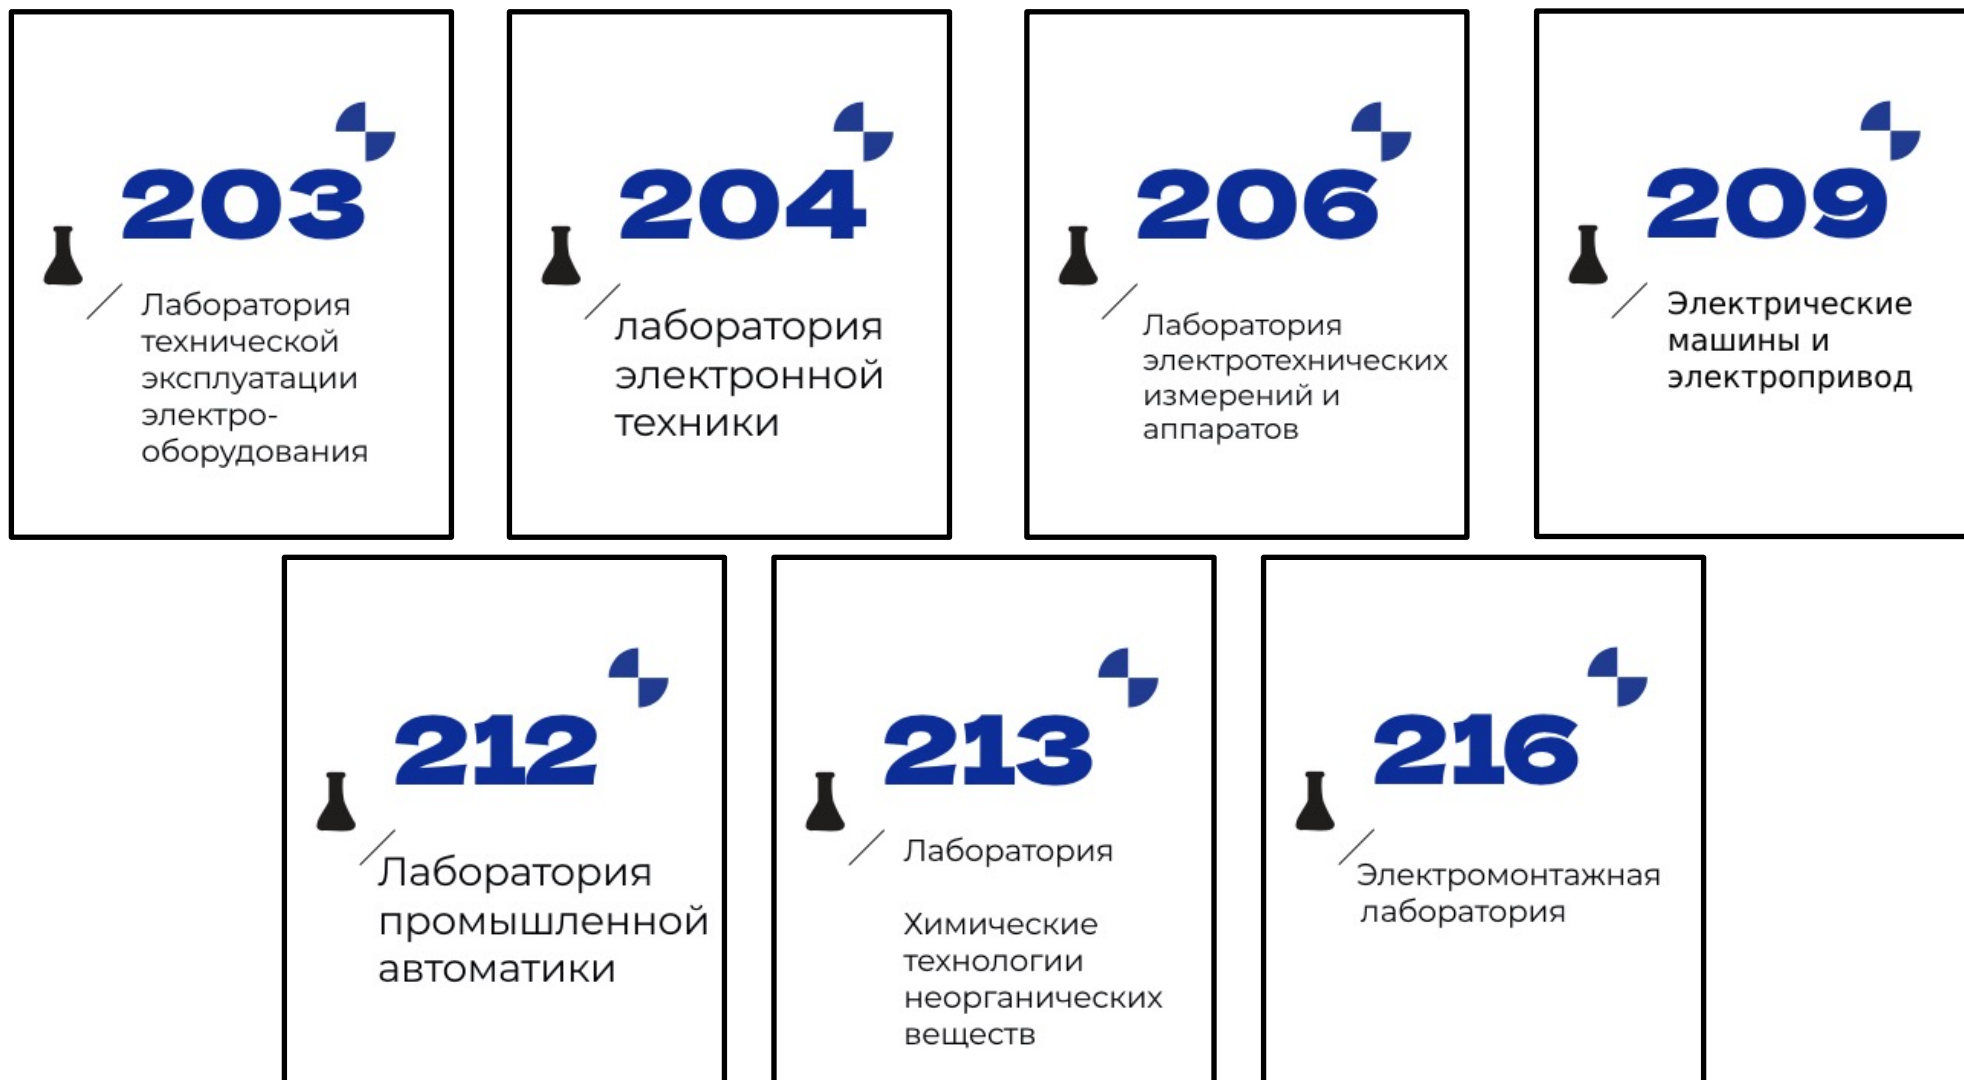 203
Лаборатория
технической
эксплуатации
электро-
оборудования
204
лаборатория
электронной
техники
206
Лаборатория
электротехнических
измерений и
аппаратов
209
Электрические
машины и
электропривод
212
Лаборатория
промышленной
автоматики
213
Лаборатория
Химические
технологии
неорганических
веществ
216
Электромонтажная
лаборатория